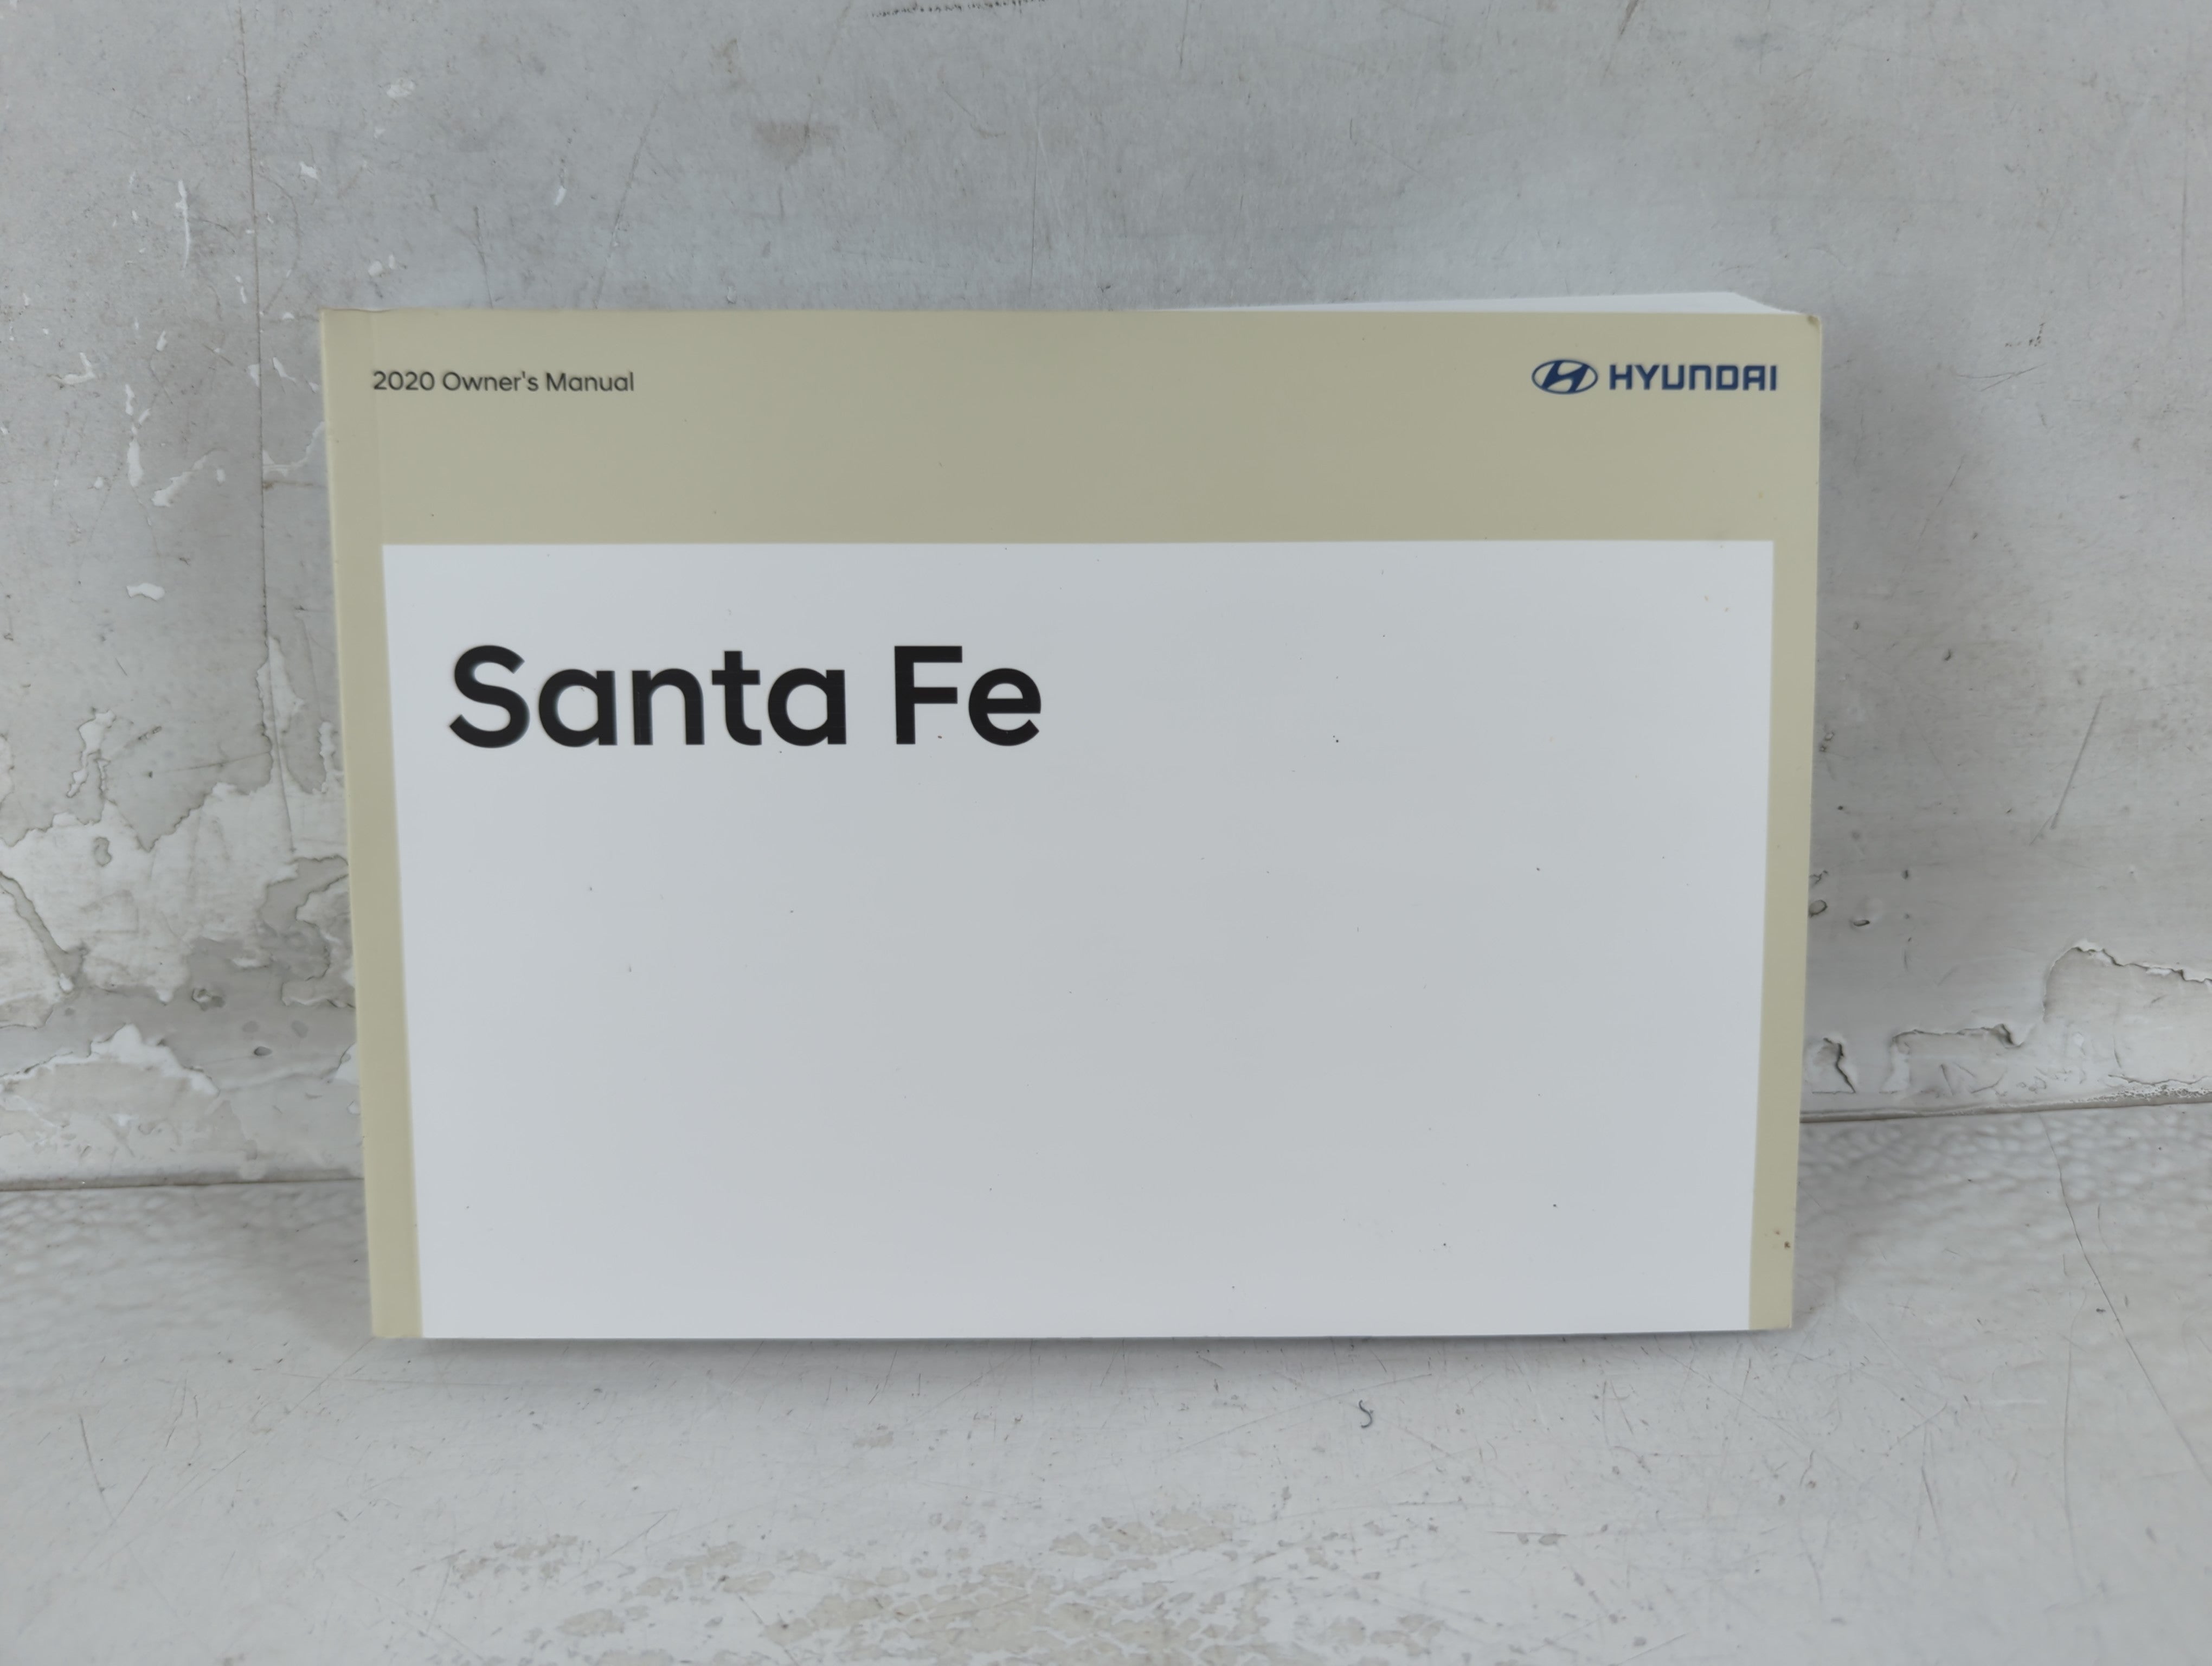 2020 Owner's Manual
HYUNDAI
Santa Fe